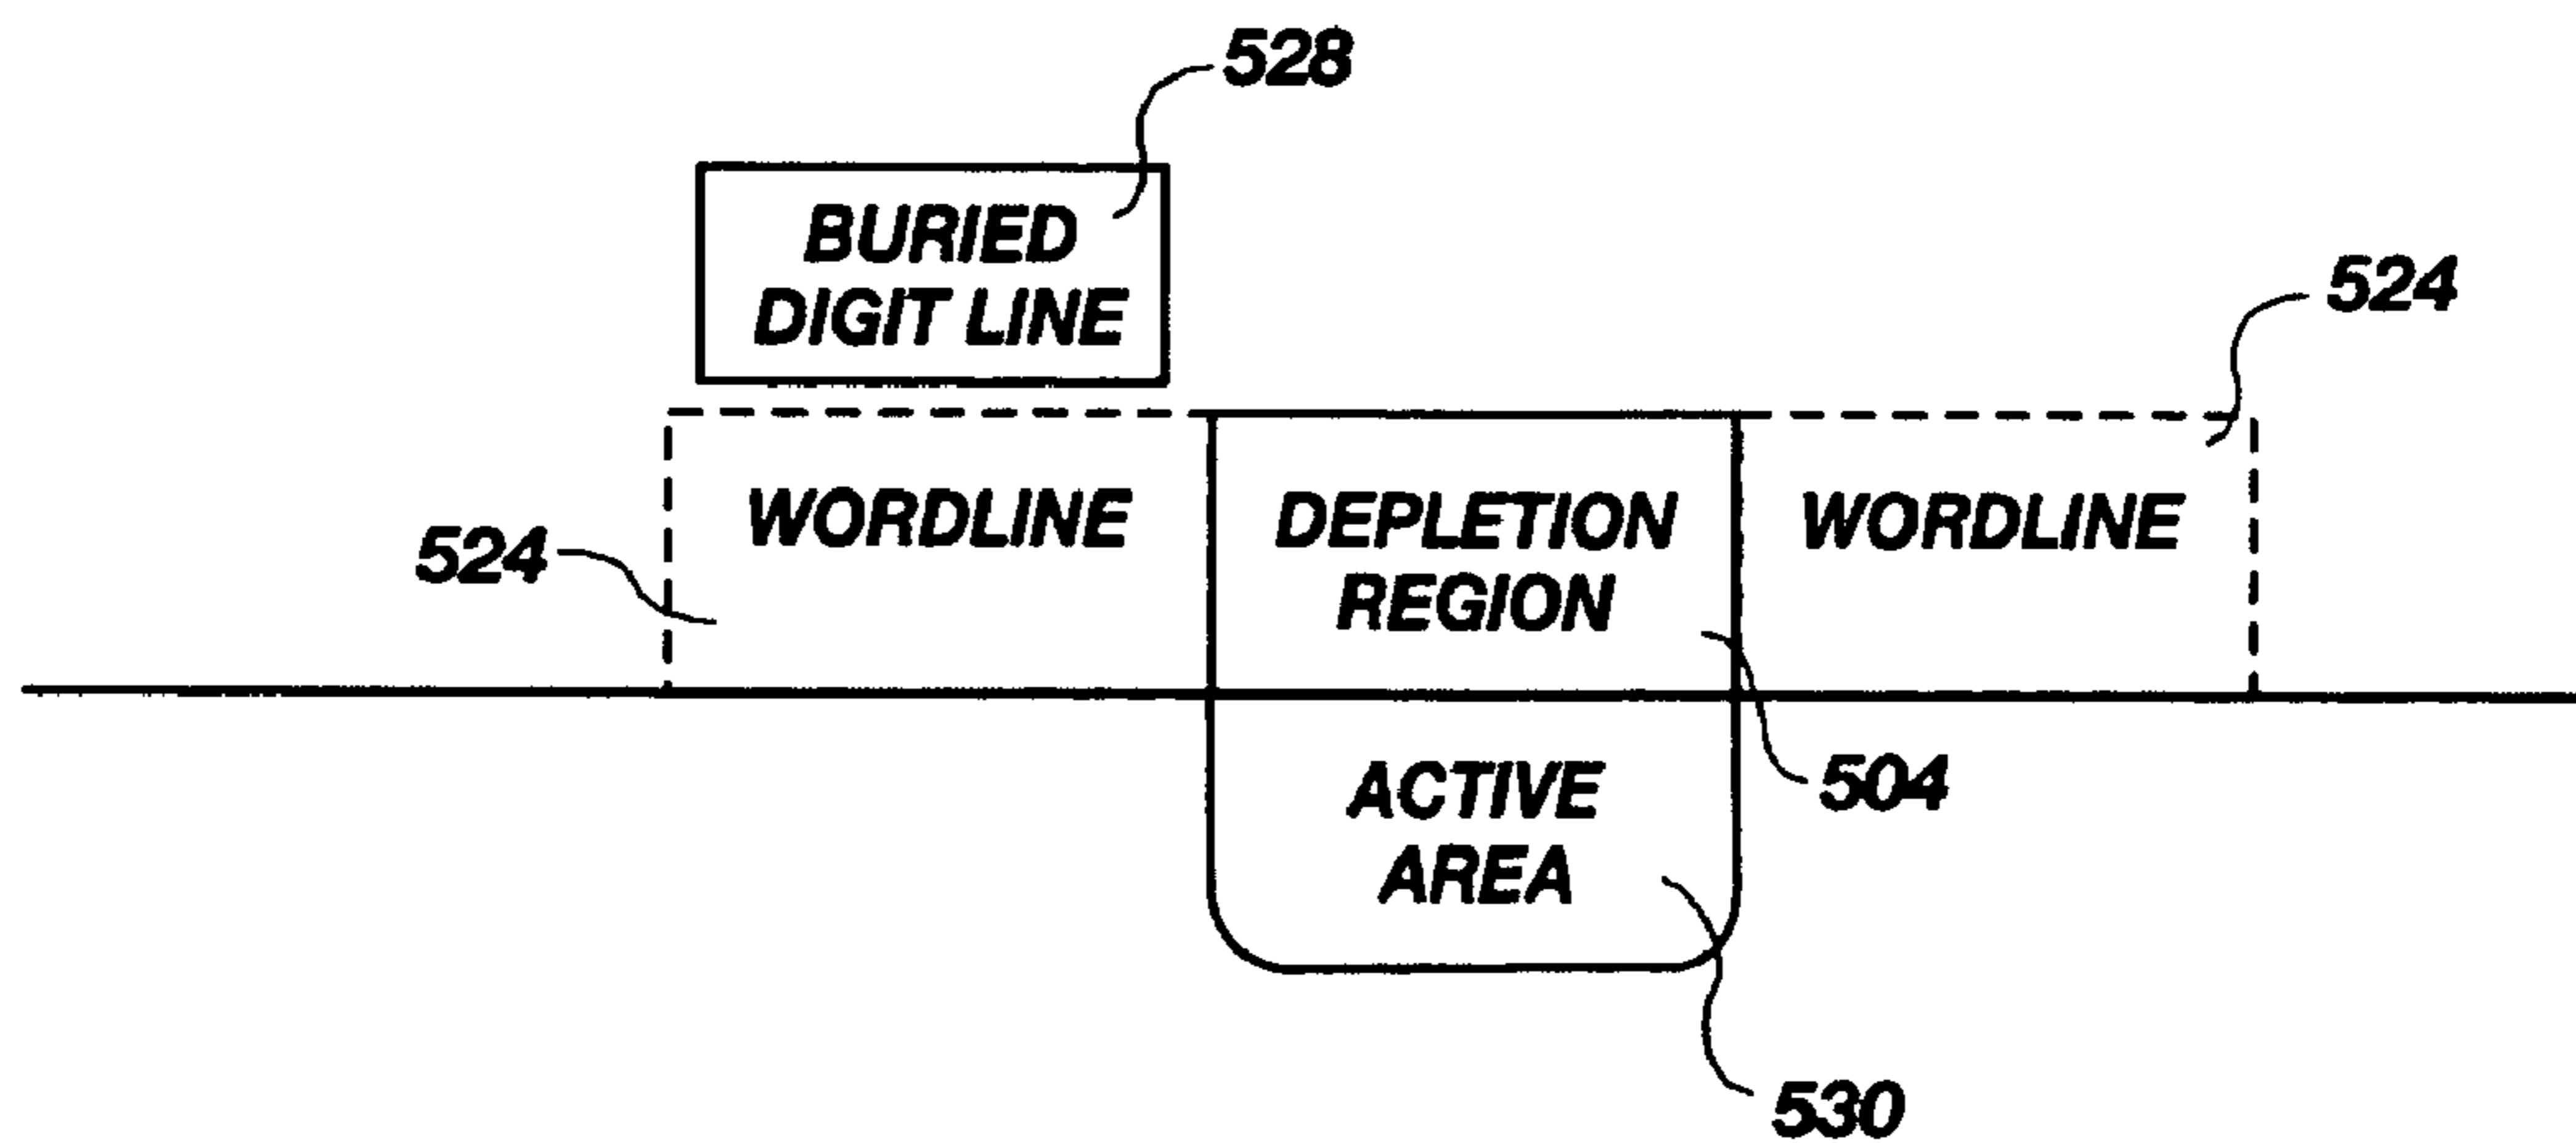 528
BURIED
DIGIT LINE
524
WORDLINE
DEPLETION
REGION
WORDLINE
524
504
ACTIVE
AREA
530